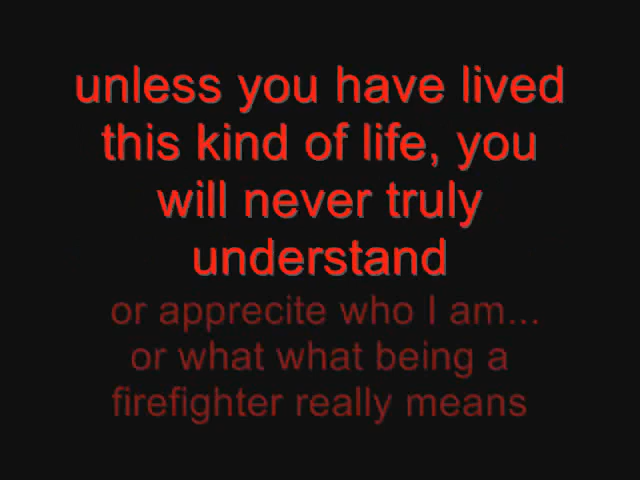 unless you have lived
this kind of life, you
will never truly
understand
or apprecite who I am...
or what what being a
firefighter really means